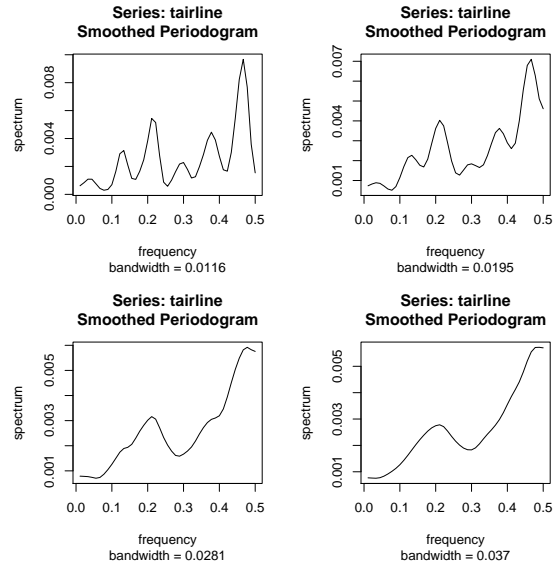 Series: tairline
Smoothed Periodogram
spectrum
0.008
0.004
0.000
0.0 0.1 0.2 0.3 0.4 0.5
frequency
bandwidth = 0.0116
Series: tairline
Smoothed Periodogram
spectrum
0.007
0.004
0.001
0.0 0.1 0.2 0.3 0.4 0.5
frequency
bandwidth = 0.0195
Series: tairline
Smoothed Periodogram
spectrum
0.005
0.003
0.001
0.0 0.1 0.2 0.3 0.4 0.5
frequency
bandwidth = 0.0281
Series: tairline
Smoothed Periodogram
spectrum
0.005
0.003
0.001
0.0 0.1 0.2 0.3 0.4 0.5
frequency
bandwidth = 0.037